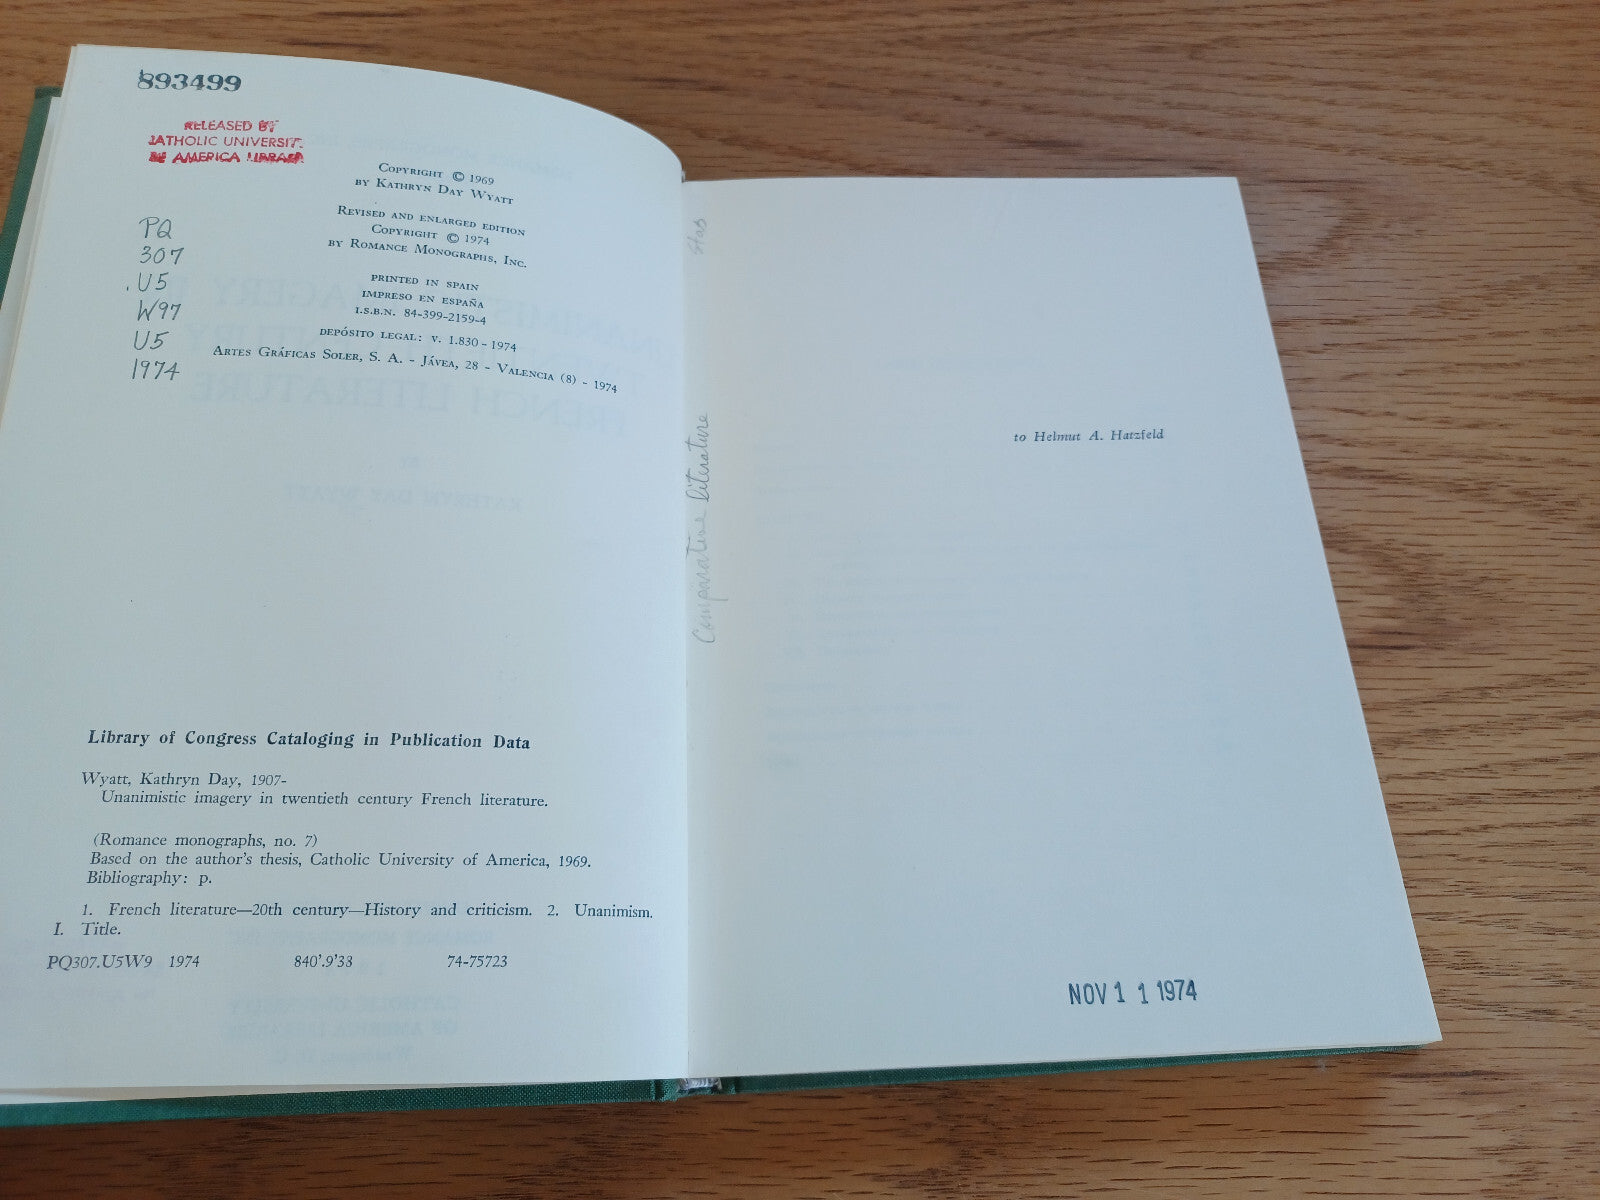 893499
RELEASED BY
CATHOLIC UNIVERSITY
OF AMERICA LIBRARY
COPYRIGHT © 1969
BY KATHRYN DAY WYATT
REVISED AND ENLARGED EDITION
COPYRIGHT © 1974
BY ROMANCE MONOGRAPHS, INC.
PRINTED IN SPAIN
IMPRESO EN ESPAÑA
I.S.B.N. 84-399-2159-4
DEPÓSITO LEGAL: V. 1.830 - 1974
ARTES GRÁFICAS SOLER, S. A. - JÁVEA, 28 - VALENCIA (8) - 1974
PQ
307
.U5
W97
U5
1974
Library of Congress Cataloging in Publication Data
Wyatt, Kathryn Day, 1907-
Unanimistic imagery in twentieth century French literature.
(Romance monographs, no. 7)
Based on the author's thesis, Catholic University of America, 1969.
Bibliography: p.
1. French literature—20th century—History and criticism. 2. Unanimism.
I. Title.
PQ307.U5W9 1974 840'.9'33 74-75723
Comparative literature
to Helmut A. Hatzfeld
NOV 1 1 1974